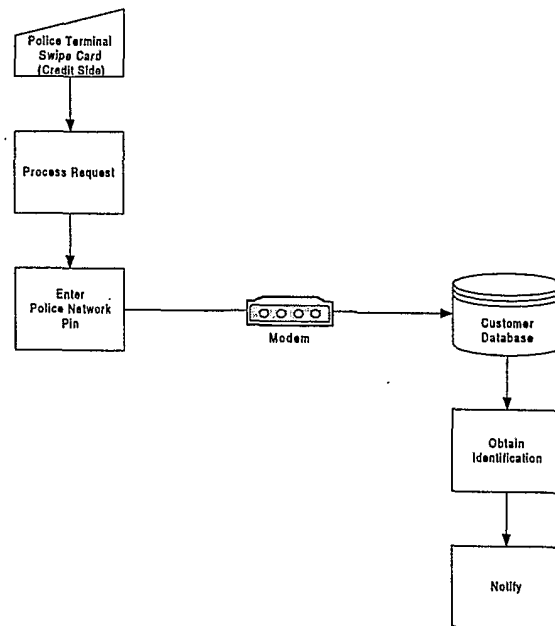 Police Terminal
Swipe Card
(Credit Side)
Process Request
Enter
Police Network
Pin
Modem
Customer
Database
Obtain
Identification
Notify